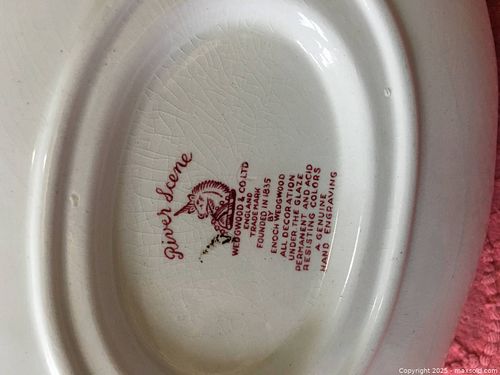 River Scene
WEDGWOOD & CO. LTD
ENGLAND
TRADE MARK
FOUNDED IN 1835
BY
ENOCH WEDGWOOD
ALL DECORATION
UNDER THE GLAZE
PERMANENT AND ACID
RESISTING COLORS
A GENUINE
HAND ENGRAVING
Copyright 2025 - maxsold.com